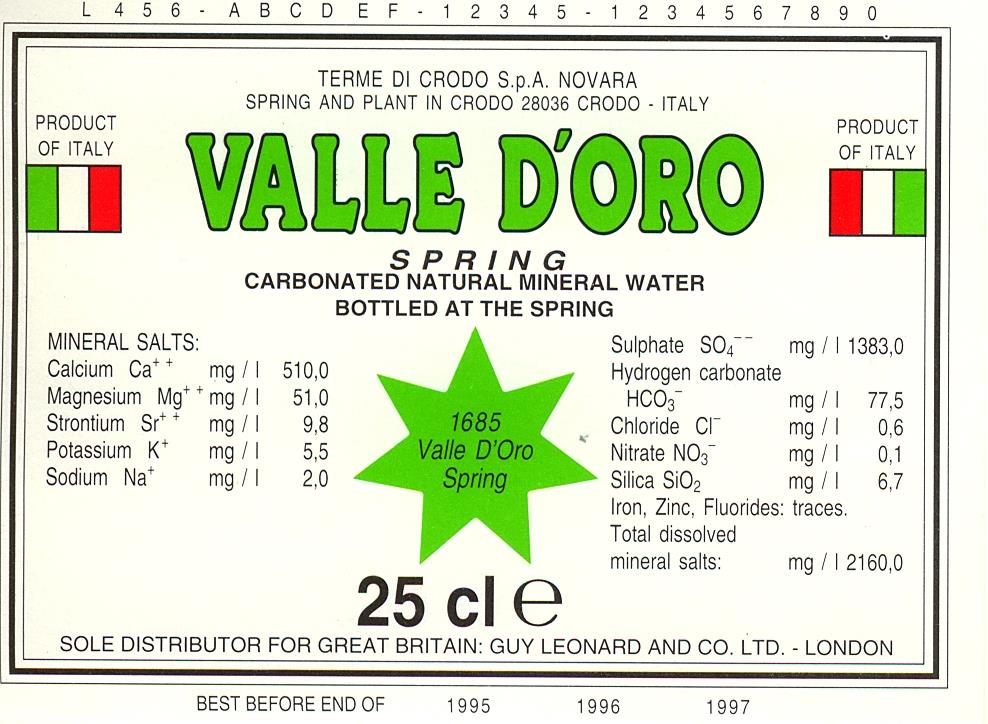 L 4 5 6 - A B C D E F - 1 2 3 4 5 - 1 2 3 4 5 6 7 8 9 0
TERME DI CRODO S.p.A. NOVARA
SPRING AND PLANT IN CRODO 28036 CRODO - ITALY
PRODUCT
OF ITALY
PRODUCT
OF ITALY
VALLE D'ORO
SPRING
CARBONATED NATURAL MINERAL WATER
BOTTLED AT THE SPRING
MINERAL SALTS:
Calcium Ca⁺⁺ mg / l 510,0
Magnesium Mg⁺⁺ mg / l 51,0
Strontium Sr⁺⁺ mg / l 9,8
Potassium K⁺ mg / l 5,5
Sodium Na⁺ mg / l 2,0
1685
Valle D'Oro
Spring
Sulphate SO₄⁻⁻ mg / l 1383,0
Hydrogen carbonate
HCO₃⁻ mg / l 77,5
Chloride Cl⁻ mg / l 0,6
Nitrate NO₃⁻ mg / l 0,1
Silica SiO₂ mg / l 6,7
Iron, Zinc, Fluorides: traces.
Total dissolved
mineral salts: mg / l 2160,0
25 cl ℮
SOLE DISTRIBUTOR FOR GREAT BRITAIN: GUY LEONARD AND CO. LTD. - LONDON
BEST BEFORE END OF 1995 1996 1997